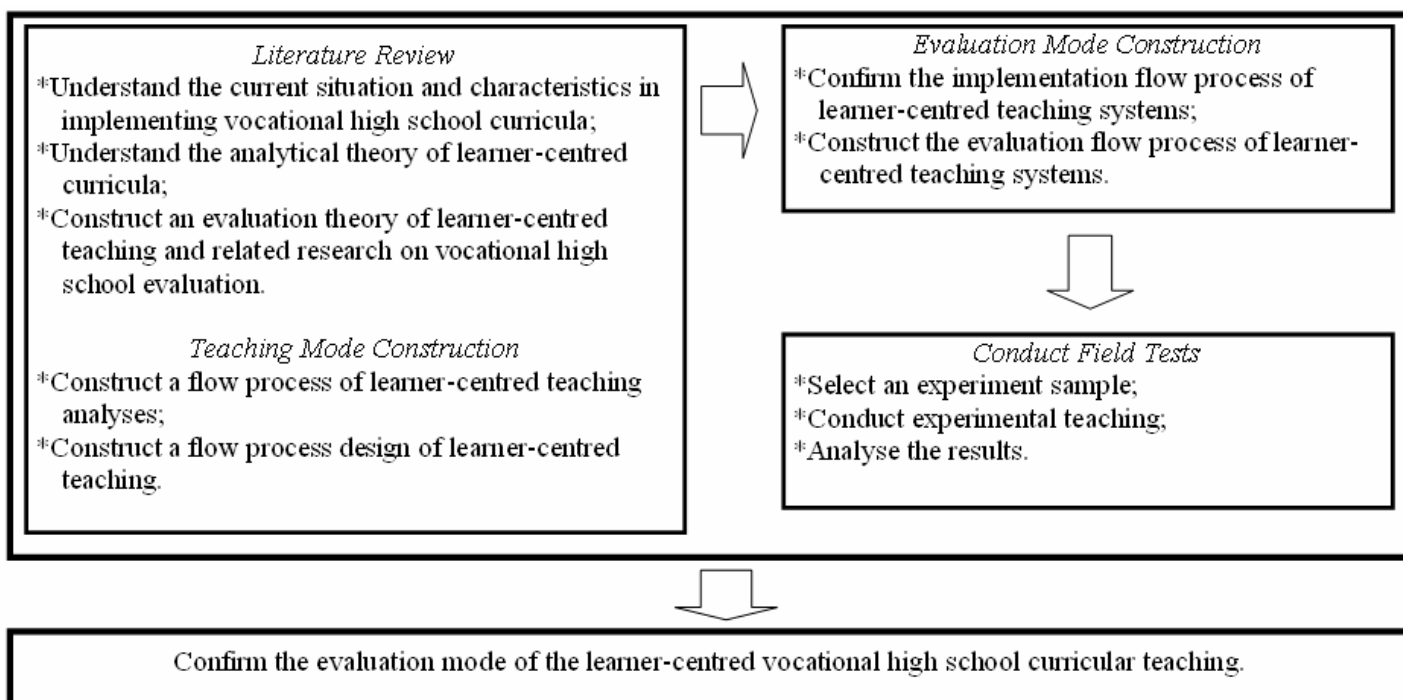 Literature Review
*Understand the current situation and characteristics in
implementing vocational high school curricula;
*Understand the analytical theory of learner-centred
curricula;
*Construct an evaluation theory of learner-centred
teaching and related research on vocational high
school evaluation.
Teaching Mode Construction
*Construct a flow process of learner-centred teaching
analyses;
*Construct a flow process design of learner-centred
teaching.
Evaluation Mode Construction
*Confirm the implementation flow process of
learner-centred teaching systems;
*Construct the evaluation flow process of learner-
centred teaching systems.
Conduct Field Tests
*Select an experiment sample;
*Conduct experimental teaching;
*Analyse the results.
Confirm the evaluation mode of the learner-centred vocational high school curricular teaching.